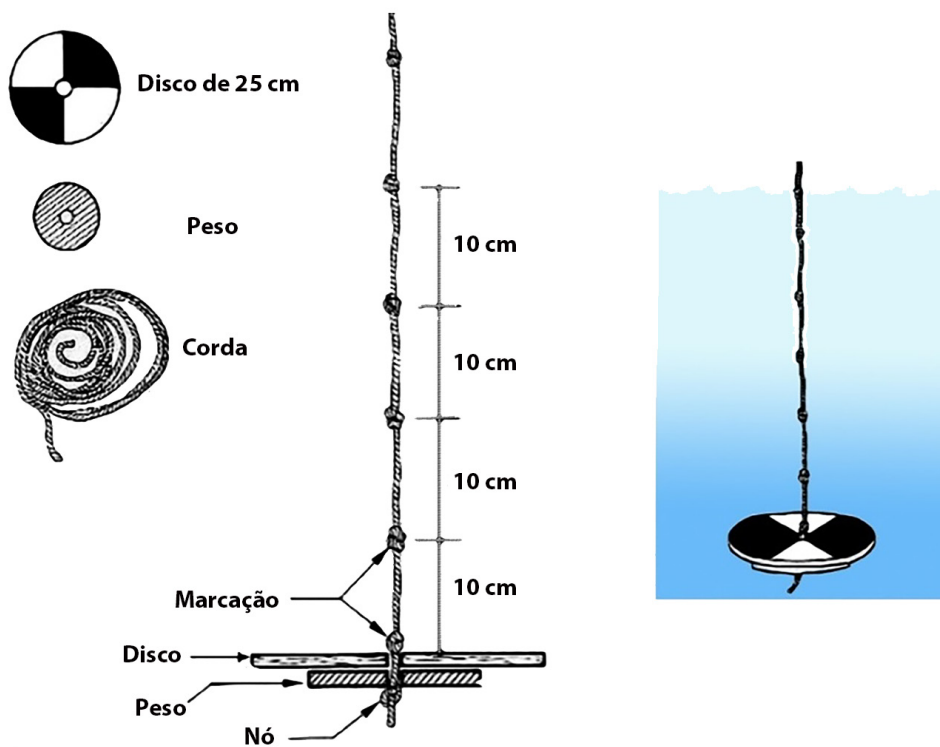 Disco de 25 cm
Peso
Corda
10 cm
10 cm
10 cm
10 cm
Marcação
Disco
Peso
Nó